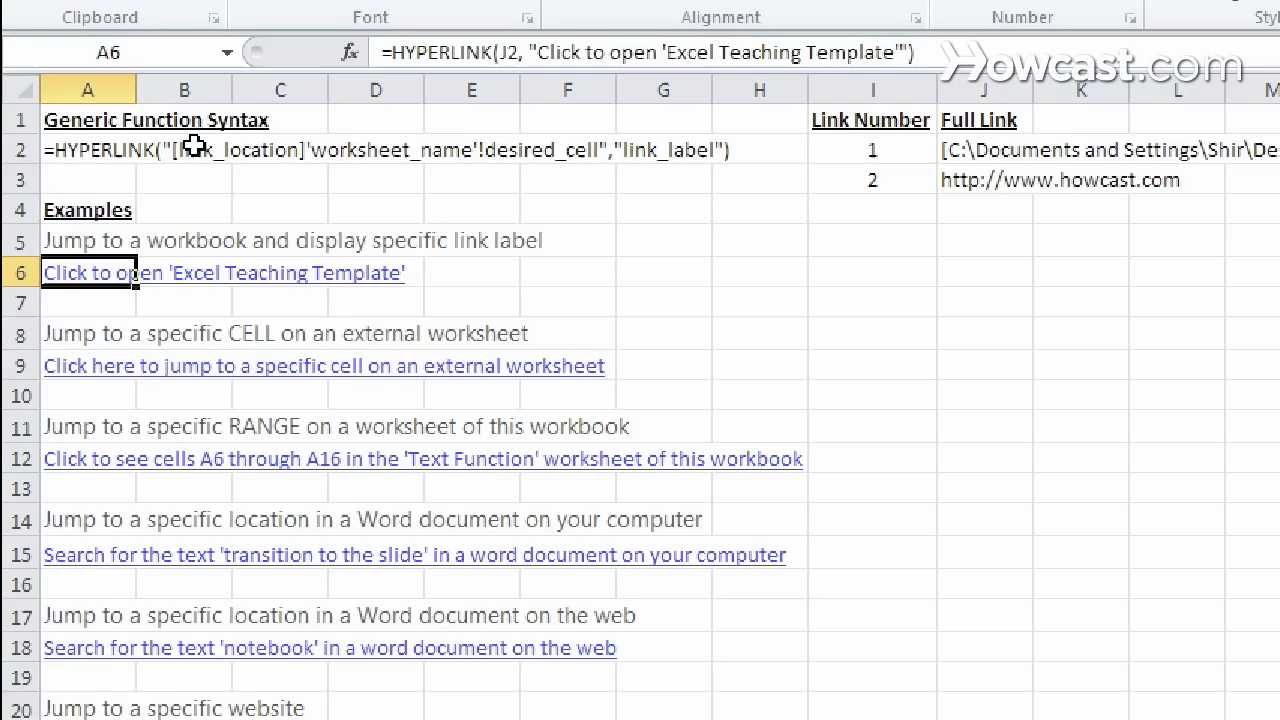 Clipboard Font Alignment Number
A6 fx =HYPERLINK(J2, "Click to open 'Excel Teaching Template'")
Howcast.com
A B C D E F G H I J K L M
1 Generic Function Syntax Link Number Full Link
2 =HYPERLINK("[link_location]'worksheet_name'!desired_cell","link_label") 1 [C:\Documents and Settings\Shir\De
3 2 http://www.howcast.com
4 Examples
5 Jump to a workbook and display specific link label
6 Click to open 'Excel Teaching Template'
7
8 Jump to a specific CELL on an external worksheet
9 Click here to jump to a specific cell on an external worksheet
10
11 Jump to a specific RANGE on a worksheet of this workbook
12 Click to see cells A6 through A16 in the 'Text Function' worksheet of this workbook
13
14 Jump to a specific location in a Word document on your computer
15 Search for the text 'transition to the slide' in a word document on your computer
16
17 Jump to a specific location in a Word document on the web
18 Search for the text 'notebook' in a word document on the web
19
20 Jump to a specific website